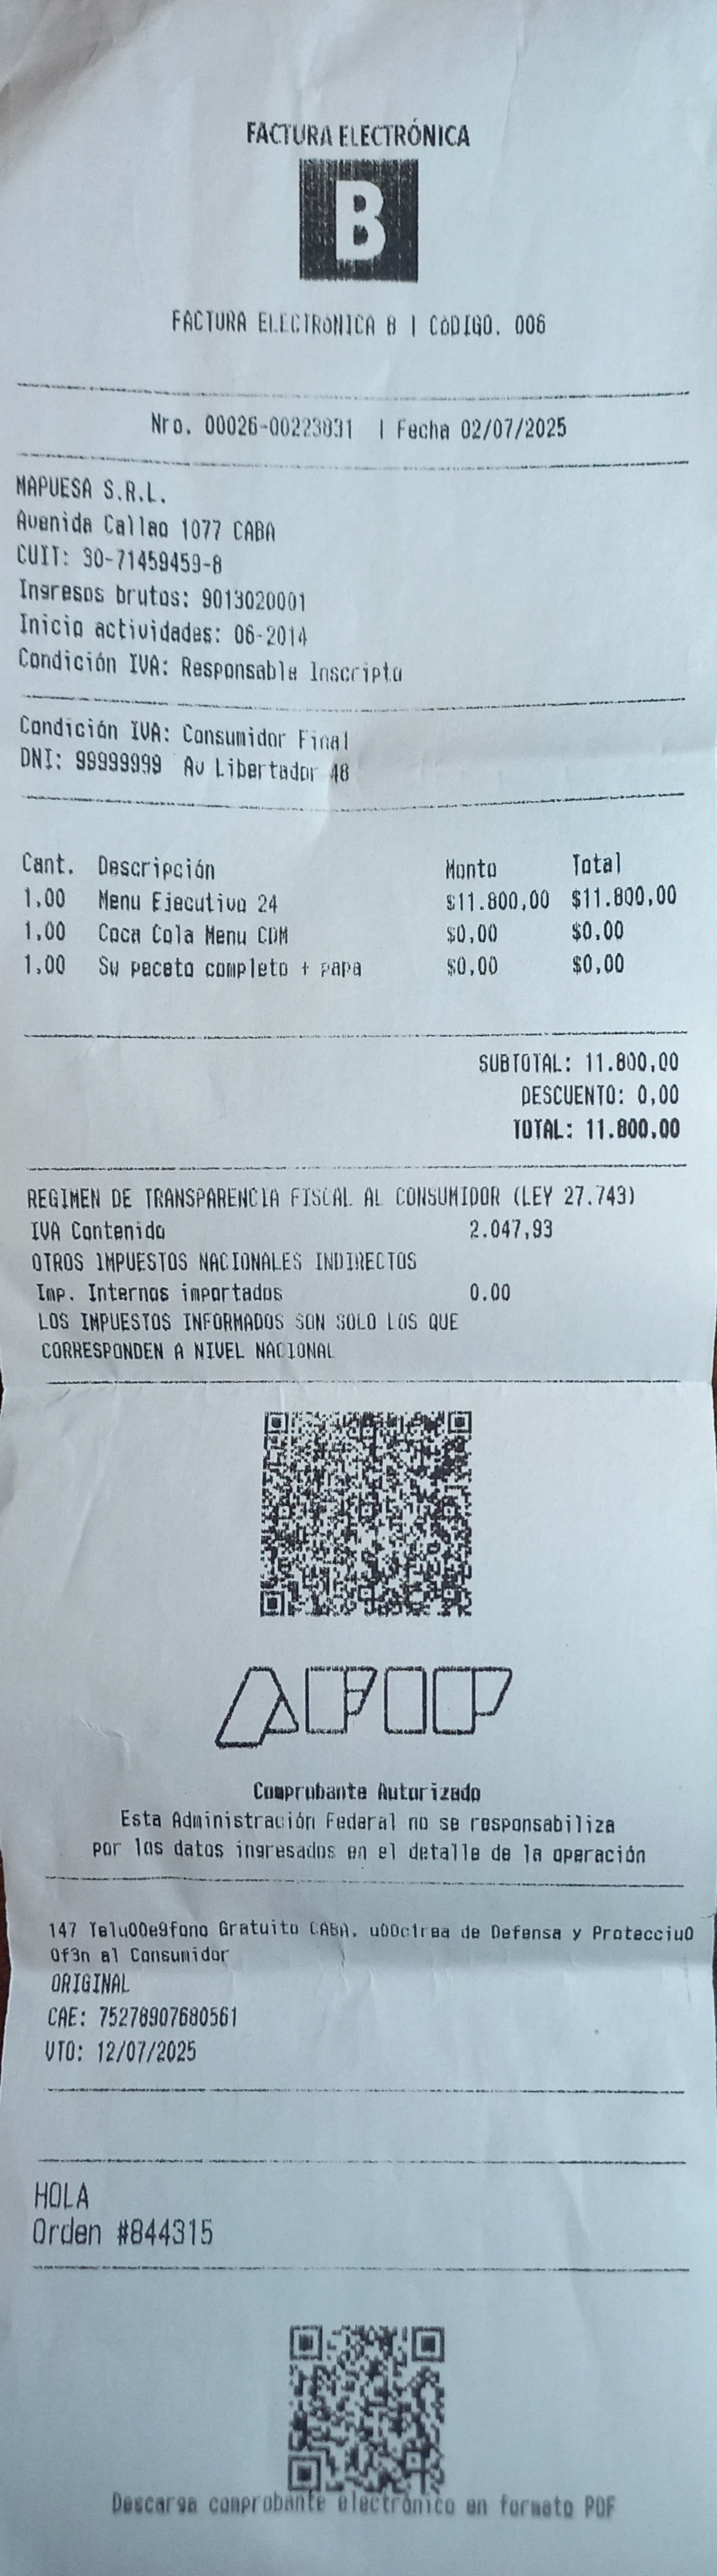 FACTURA ELECTRÓNICA
B
FACTURA ELECTRóNICA B | CóDIGO. 006
Nro. 00026-00223831 | Fecha 02/07/2025
MAPUESA S.R.L.
Avenida Callao 1077 CABA
CUIT: 30-71459459-8
Ingresos brutos: 9013020001
Inicio actividades: 06-2014
Condición IVA: Responsable Inscripto
Condición IVA: Consumidor Final
DNI: 99999999 Av Libertador 48
Cant. Descripción Monto Total
1,00 Menu Ejecutivo 24 $11.800,00 $11.800,00
1,00 Coca Cola Menu CDM $0,00 $0,00
1,00 Sw peceto completo + papa $0,00 $0,00
SUBTOTAL: 11.800,00
DESCUENTO: 0,00
TOTAL: 11.800,00
REGIMEN DE TRANSPARENCIA FISCAL AL CONSUMIDOR (LEY 27.743)
IVA Contenido 2.047,93
OTROS IMPUESTOS NACIONALES INDIRECTOS
Imp. Internos importados 0.00
LOS IMPUESTOS INFORMADOS SON SOLO LOS QUE
CORRESPONDEN A NIVEL NACIONAL
AFIP
Comprobante Autorizado
Esta Administración Federal no se responsabiliza
por los datos ingresados en el detalle de la operación
147 Telu00e9fono Gratuito CABA, u00c1rea de Defensa y Protecciu0
0f3n al Consumidor
ORIGINAL
CAE: 75278907680561
VTO: 12/07/2025
HOLA
Orden #844315
Descarga comprobante electrónico en formato PDF